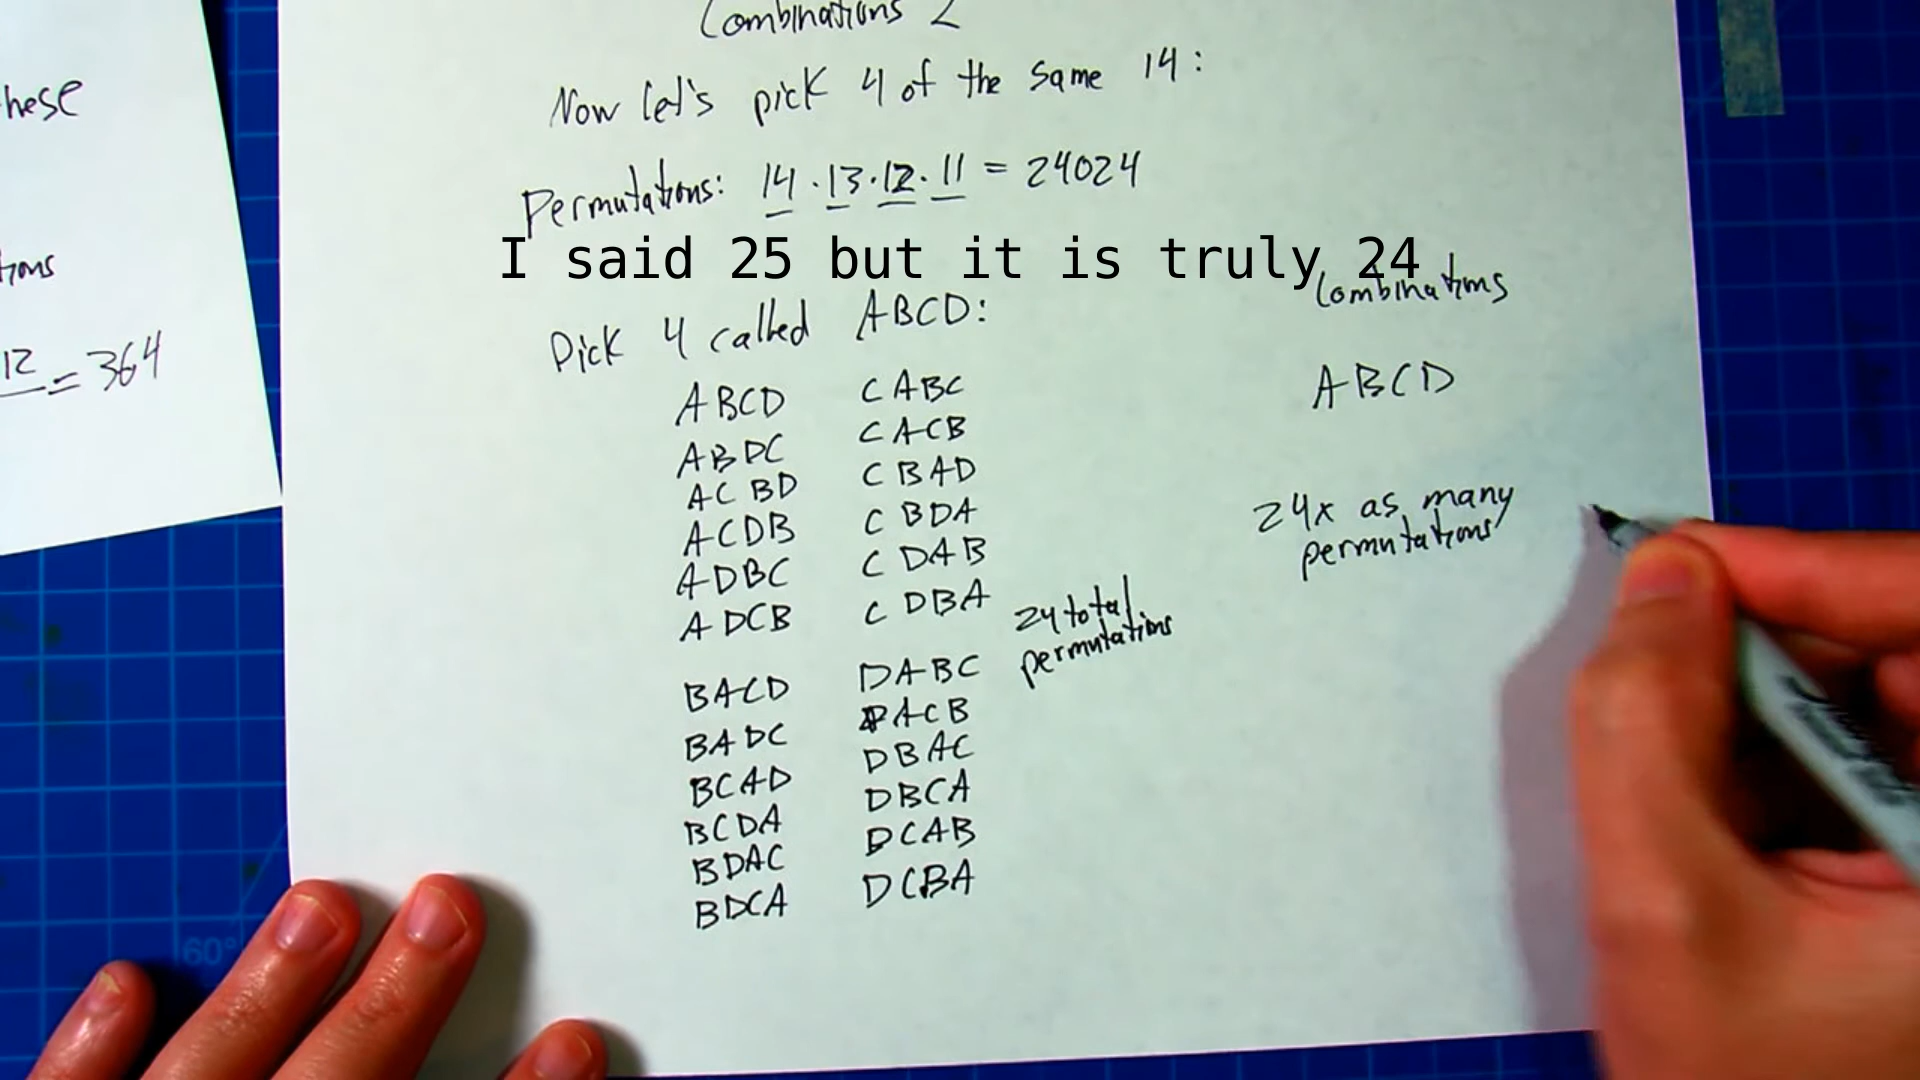 Combinations 2
hese
Now let's pick 4 of the same 14:
Permutations: 14 · 13 · 12 · 11 = 24024
I said 25 but it is truly 24
tions
Combinations
Pick 4 called ABCD:
12 = 364
ABCD CABC
ABCD
ABDC CACB
ACBD CBAD
24x as many
permutations
ACDB CBDA
ADBC CDAB
ADCB CDBA
24 total
permutations
BACD DABC
BADC DACB
BCAD DBAC
BCDA DBCA
BDAC DCAB
BDCA DCBA
60°